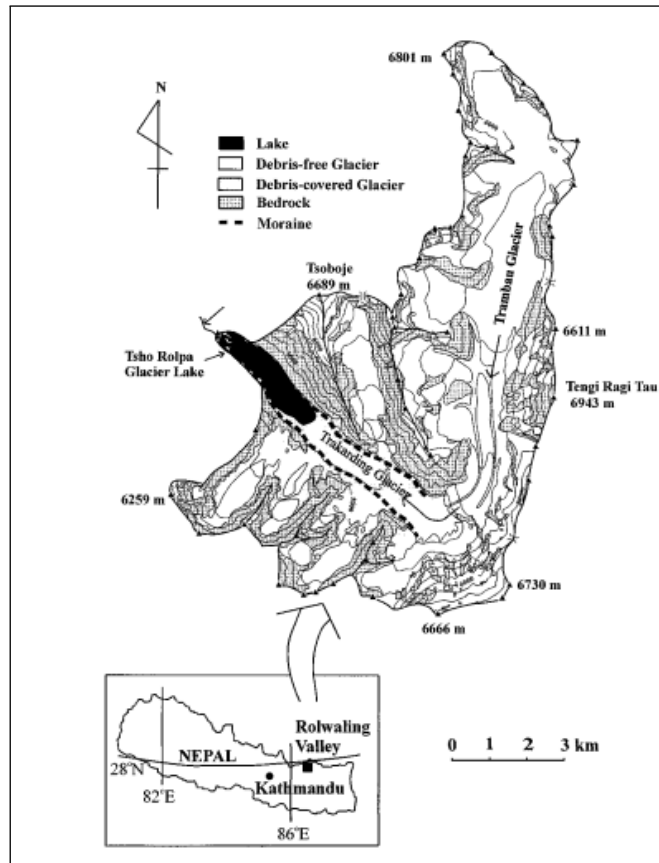 6801 m
N
Lake
Debris-free Glacier
Debris-covered Glacier
Bedrock
Moraine
Trambau Glacier
Tsoboje
6689 m
6611 m
Tsho Rolpa
Glacier Lake
Tengi Ragi Tau
6943 m
Trakarding Glacier
6259 m
6730 m
6666 m
Rolwaling
Valley
NEPAL
28°N
Kathmandu
82°E
86°E
0 1 2 3 km